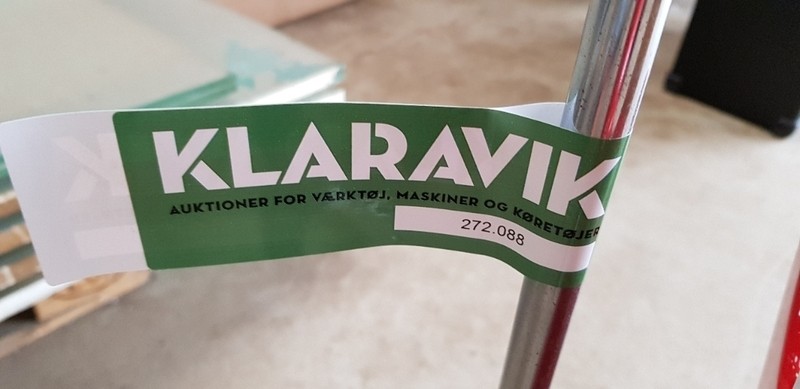 KLARAVIK
AUKTIONER FOR VÆRKTØJ, MASKINER OG KØRETØJER
272.088